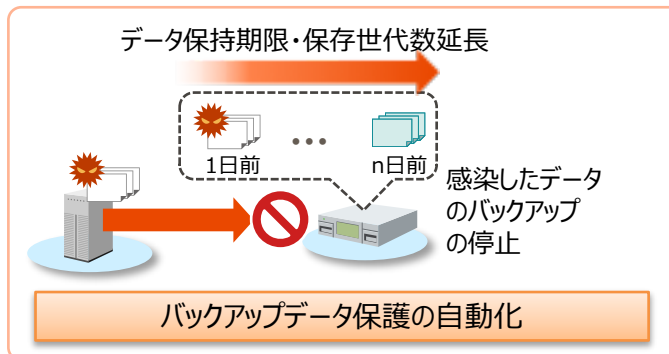 データ保持期限・保存世代数延長
1日前
•••
n日前
感染したデータ
のバックアップ
の停止
バックアップデータ保護の自動化